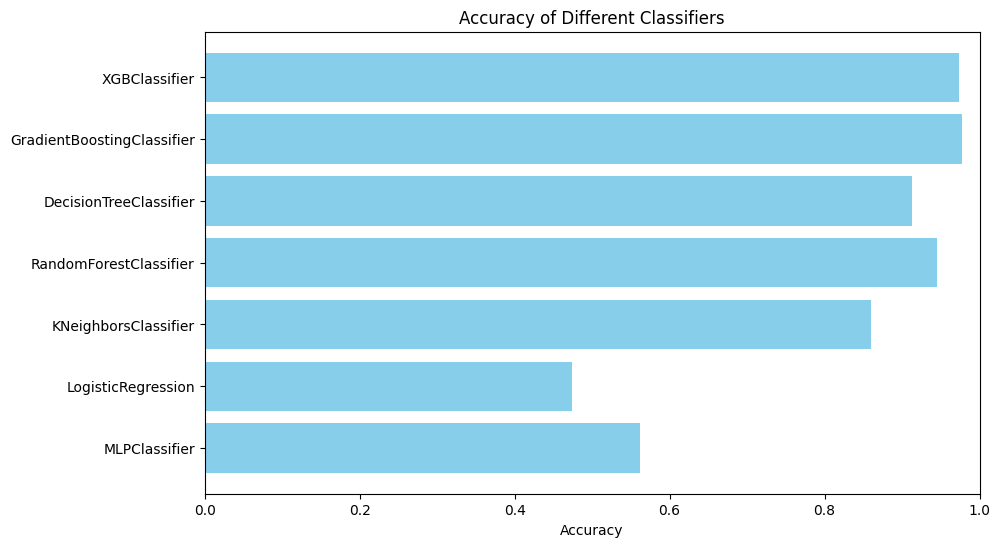 Accuracy of Different Classifiers
XGBClassifier
GradientBoostingClassifier
DecisionTreeClassifier
RandomForestClassifier
KNeighborsClassifier
LogisticRegression
MLPClassifier
0.0 0.2 0.4 0.6 0.8 1.0
Accuracy